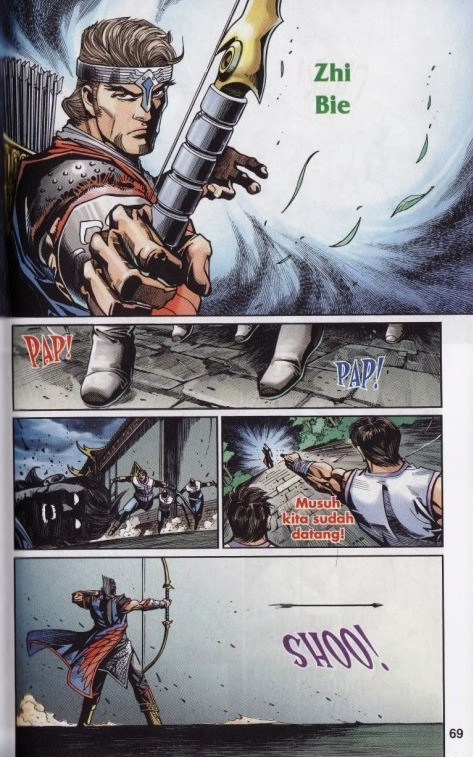 Zhi
Bie
PAP!
PAP!
Musuh
kita sudah
datang!
SHOO!
69